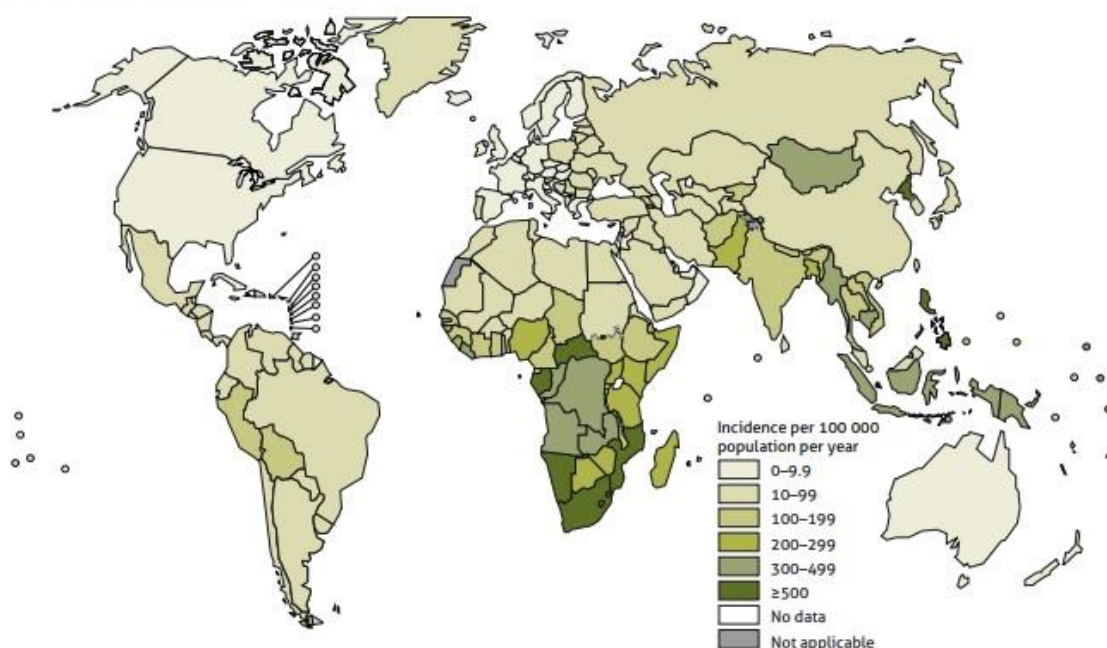 Incidence per 100 000
population per year
0–9.9
10–99
100–199
200–299
300–499
≥500
No data
Not applicable